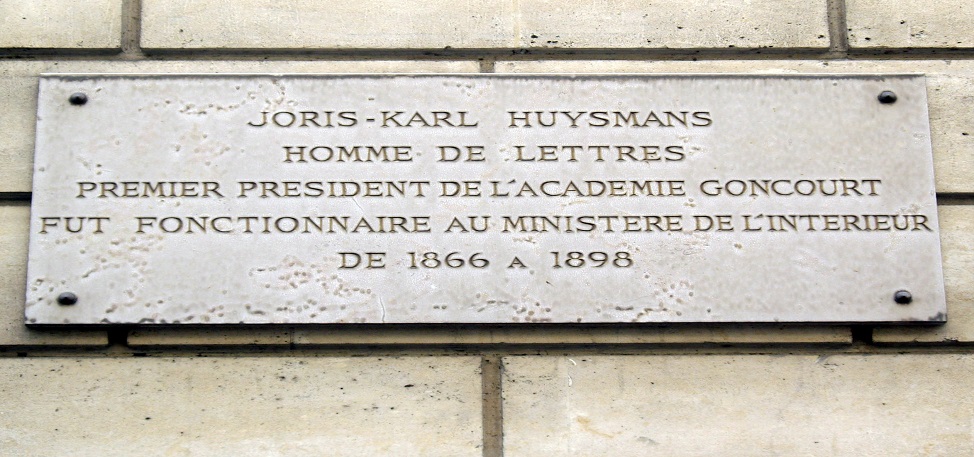 JORIS-KARL HUYSMANS
HOMME DE LETTRES
PREMIER PRESIDENT DE L'ACADEMIE GONCOURT
FUT FONCTIONNAIRE AU MINISTERE DE L'INTERIEUR
DE 1866 A 1898